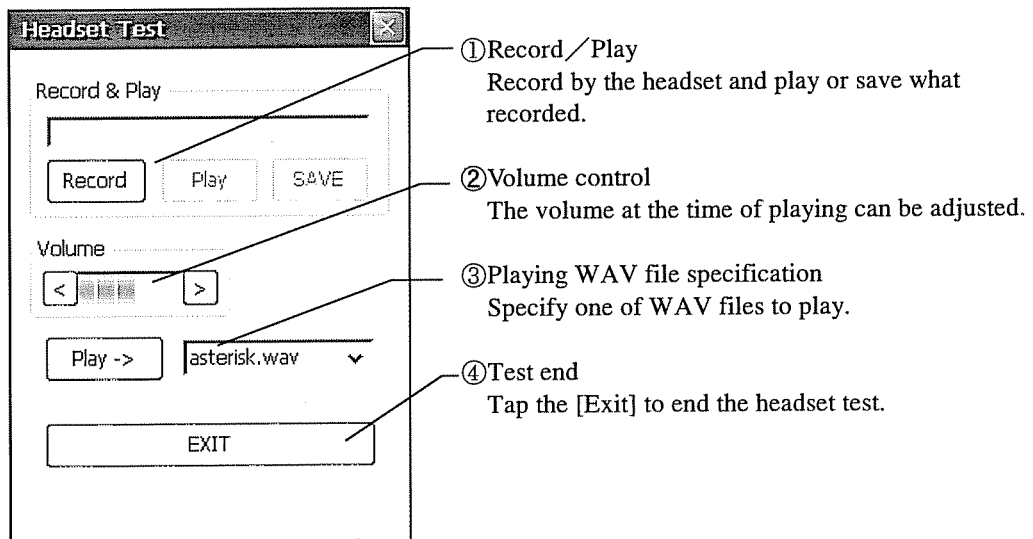 Headset Test
Record & Play
Record
Play
SAVE
Volume
<
>
Play ->
asterisk.wav
EXIT
①Record／Play
Record by the headset and play or save what
recorded.
②Volume control
The volume at the time of playing can be adjusted.
③Playing WAV file specification
Specify one of WAV files to play.
④Test end
Tap the [Exit] to end the headset test.